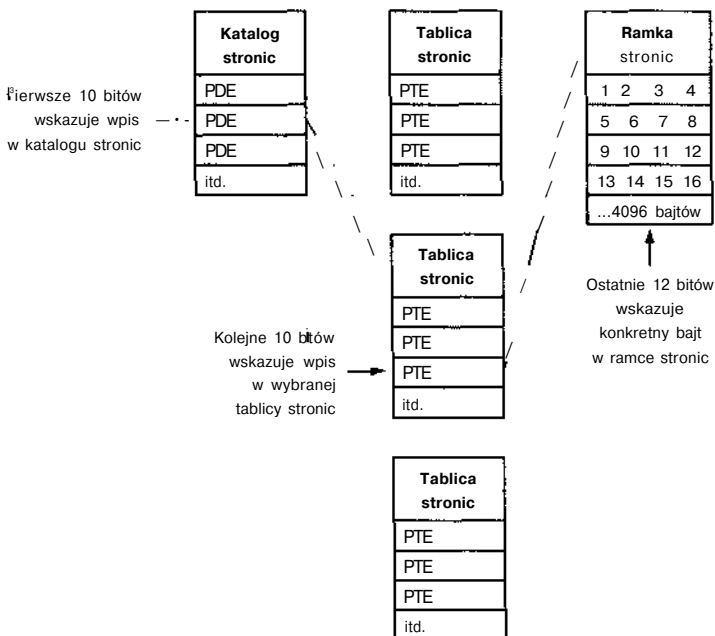 Katalog
stronic
PDE
PDE
PDE
itd.
Pierwsze 10 bitów
wskazuje wpis
w katalogu stronic
Tablica
stronic
PTE
PTE
PTE
itd.
Ramka
stronic
1 2 3 4
5 6 7 8
9 10 11 12
13 14 15 16
...4096 bajtów
Ostatnie 12 bitów
wskazuje
konkretny bajt
w ramce stronic
Tablica
stronic
PTE
PTE
PTE
itd.
Kolejne 10 bitów
wskazuje wpis
w wybranej
tablicy stronic
Tablica
stronic
PTE
PTE
PTE
itd.